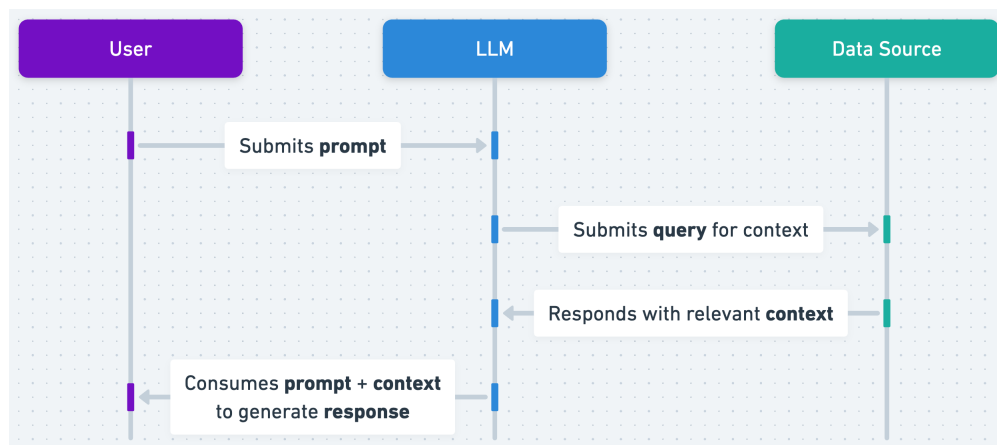 User
LLM
Data Source
Submits prompt
Submits query for context
Responds with relevant context
Consumes prompt + context
to generate response